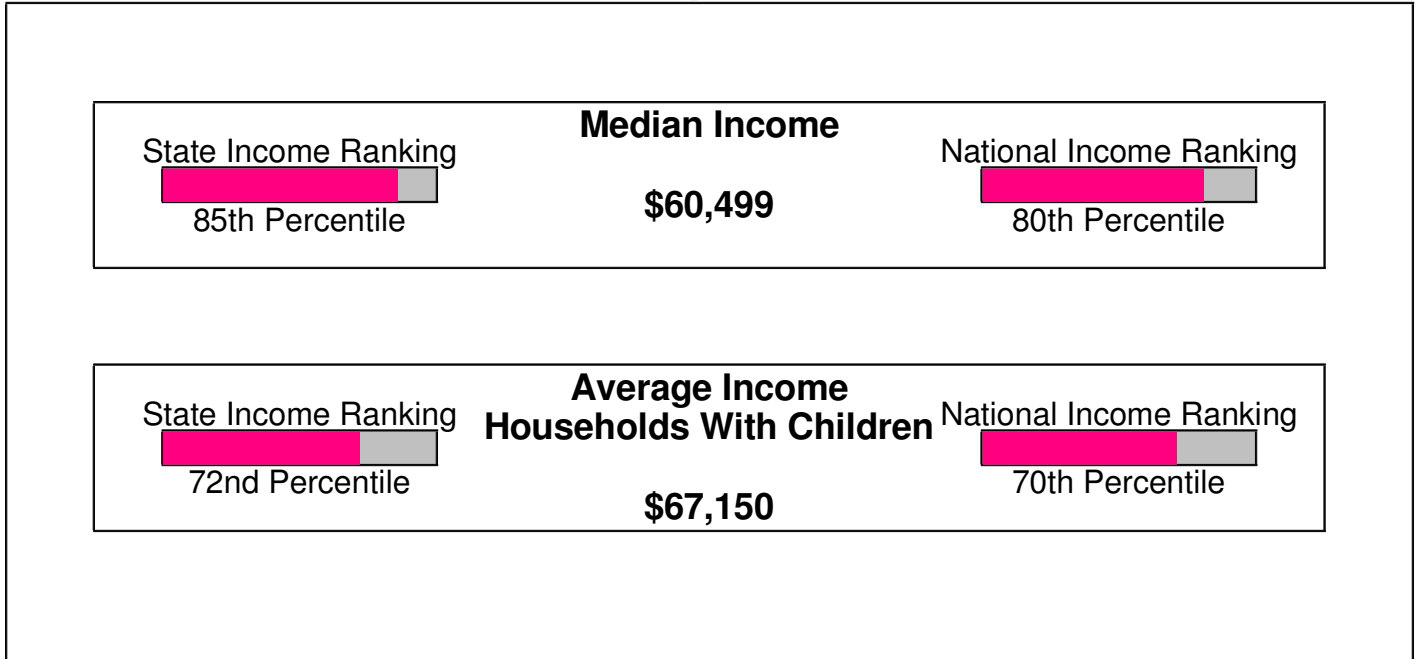 Median Income
State Income Ranking
85th Percentile
$60,499
National Income Ranking
80th Percentile
Average Income
Households With Children
State Income Ranking
72nd Percentile
$67,150
National Income Ranking
70th Percentile